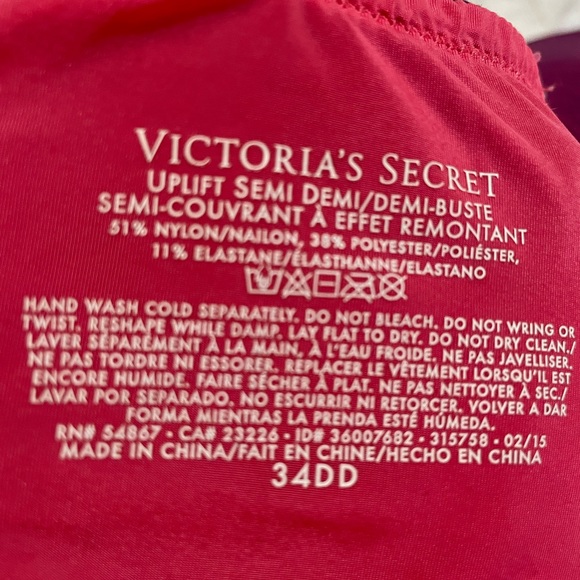 VICTORIA'S SECRET
UPLIFT SEMI DEMI/DEMI-BUSTE
SEMI-COUVRANT À EFFET REMONTANT
51% NYLON/NAILON, 38% POLYESTER/POLIÉSTER,
11% ELASTANE/ÉLASTHANNE/ELASTANO
HAND WASH COLD SEPARATELY. DO NOT BLEACH. DO NOT WRING OR
TWIST. RESHAPE WHILE DAMP. LAY FLAT TO DRY. DO NOT DRY CLEAN./
LAVER SÉPARÉMENT À LA MAIN, À L'EAU FROIDE. NE PAS JAVELLISER.
NE PAS TORDRE NI ESSORER. REPLACER LE VÊTEMENT LORSQU'IL EST
ENCORE HUMIDE. FAIRE SÉCHER À PLAT. NE PAS NETTOYER À SEC./
LAVAR POR SEPARADO. NO ESCURRIR NI RETORCER. VOLVER A DAR
FORMA MIENTRAS LA PRENDA ESTÉ HÚMEDA.
RN# 54867 • CA# 23226 • ID# 36007682 • 315758 • 02/15
MADE IN CHINA/FAIT EN CHINE/HECHO EN CHINA
34DD